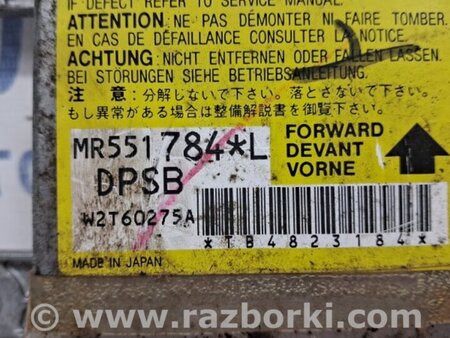 IF DEFECT REFER TO SERVICE MANUAL.
ATTENTION: NE PAS DÉMONTER NI FAIRE TOMBER.
EN CAS DE DÉFAILLANCE CONSULTER LA NOTICE.
ACHTUNG: NICHT ENTFERNEN ODER FALLEN LASSEN.
BEI STÖRUNGEN SIEHE BETRIEBSANLEITUNG.
注 意：分解しないで下さい。落とさないで下さい。
もし異常がある場合は整備解説書を御覧下さい。
MR551784*L
DPSB
W2T60275A
FORWARD
DEVANT
VORNE
*TB4823184*
MADE IN JAPAN
www.razborki.com